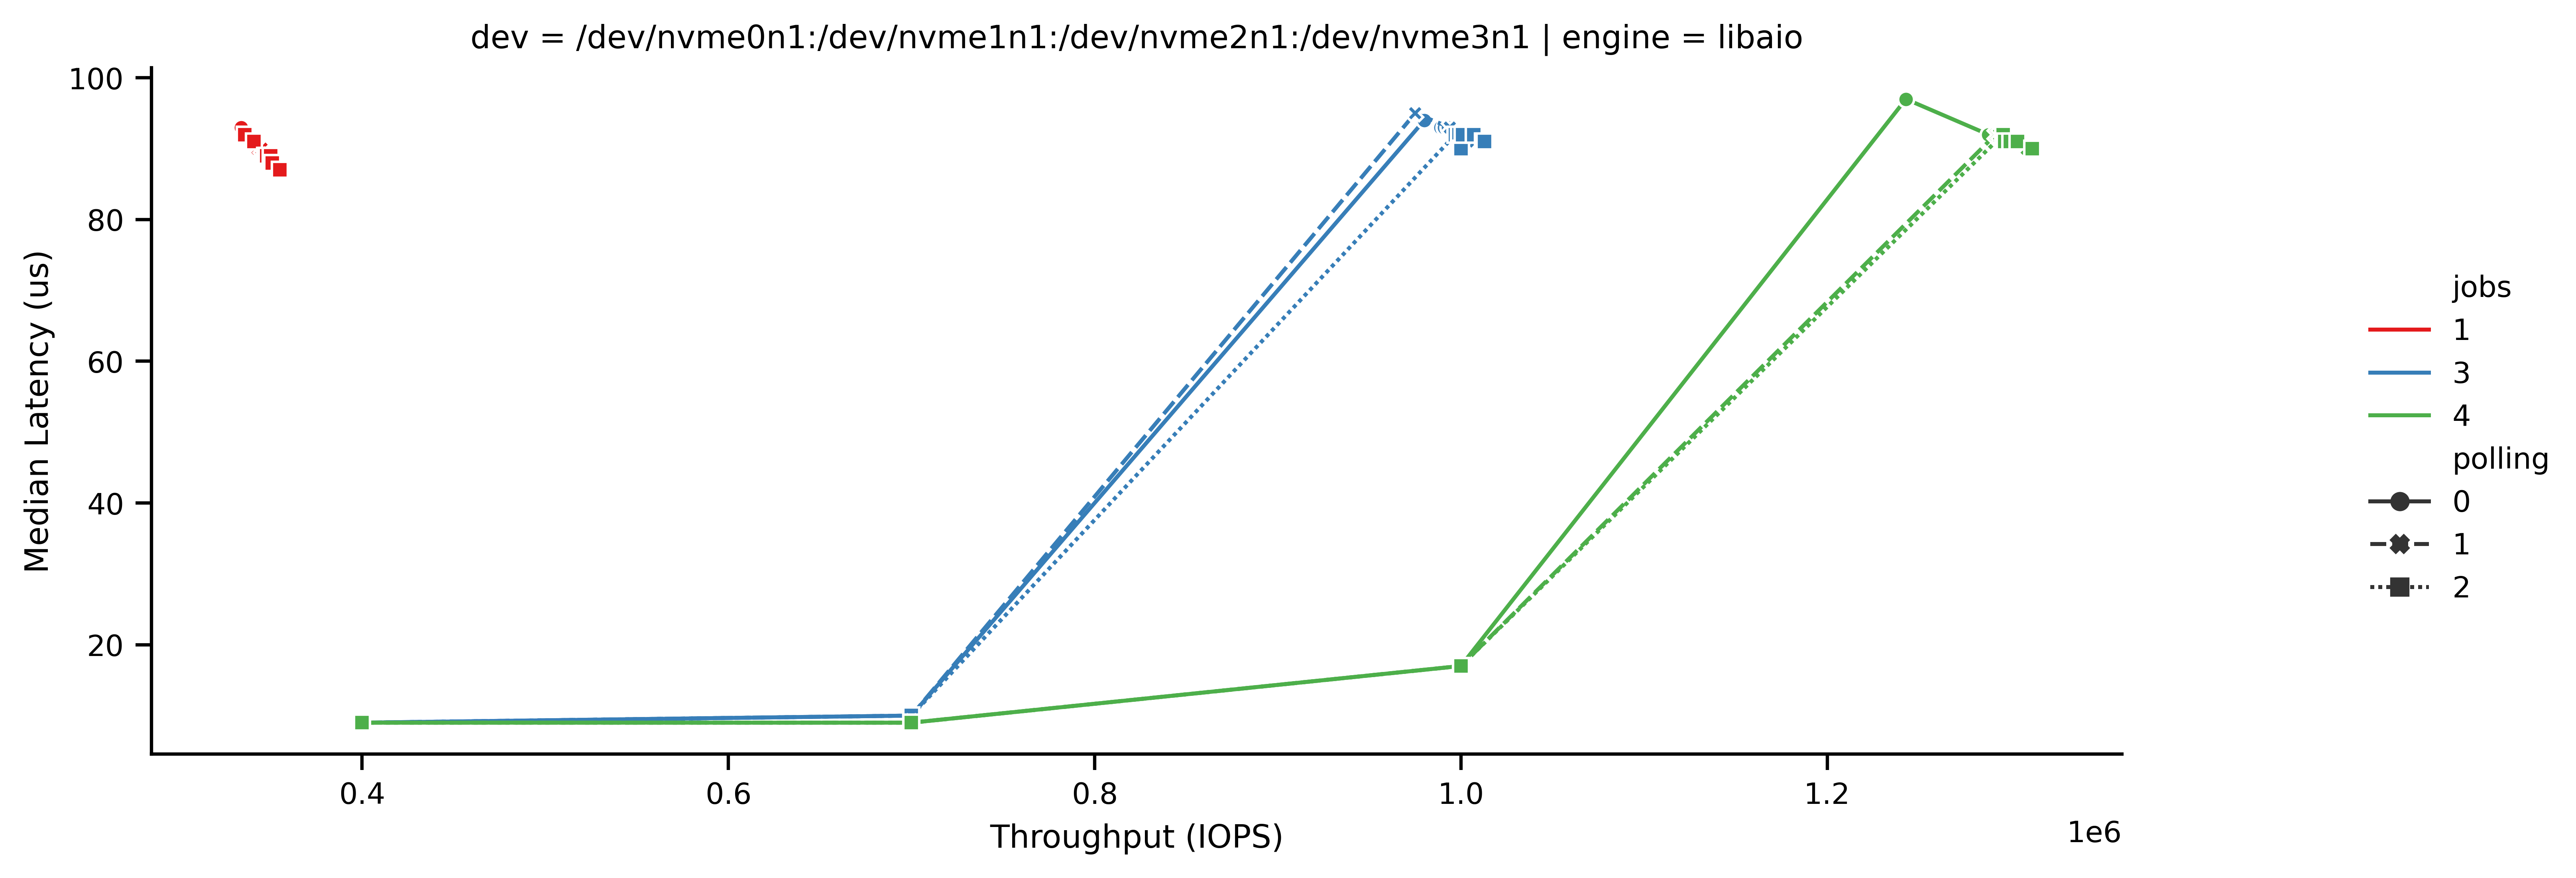 dev = /dev/nvme0n1:/dev/nvme1n1:/dev/nvme2n1:/dev/nvme3n1 | engine = libaio
Median Latency (us)
100
80
60
40
20
0.4
0.6
0.8
1.0
1.2
1e6
Throughput (IOPS)
jobs
1
3
4
polling
0
1
2